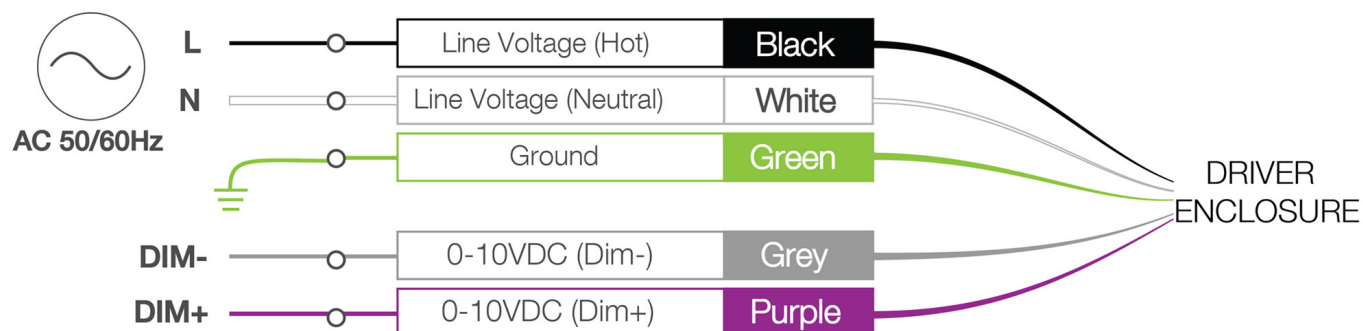 L Line Voltage (Hot) Black
N Line Voltage (Neutral) White
AC 50/60Hz
Ground Green
DRIVER
ENCLOSURE
DIM- 0-10VDC (Dim-) Grey
DIM+ 0-10VDC (Dim+) Purple